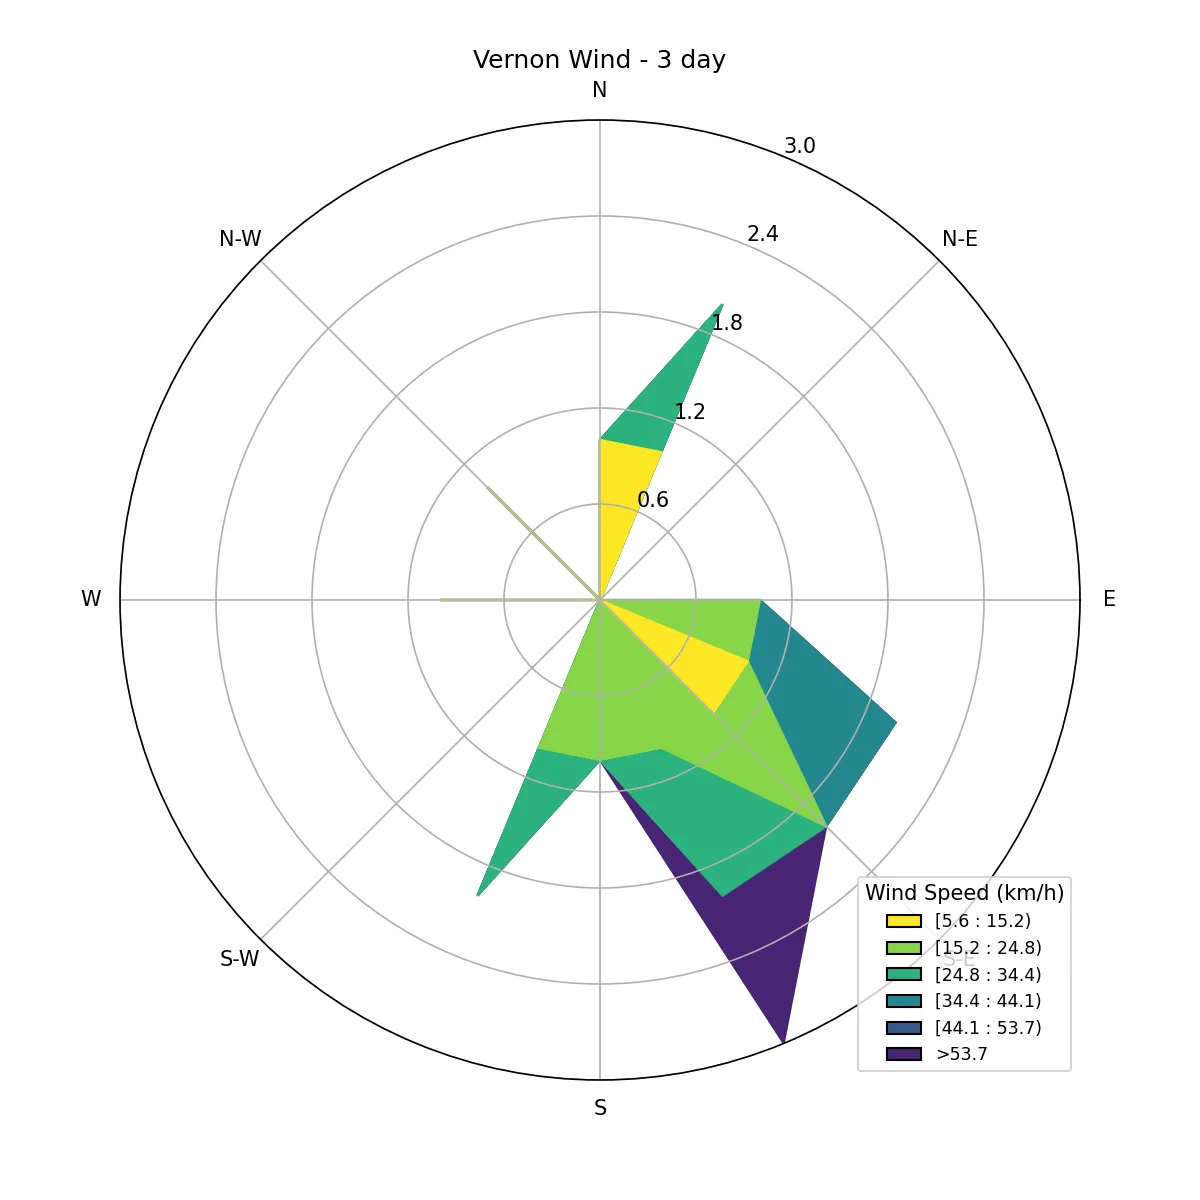 Vernon Wind - 3 day
N
3.0
2.4
N-W
N-E
1.8
1.2
0.6
W
E
S-W
S-E
S
Wind Speed (km/h)
[5.6 : 15.2)
[15.2 : 24.8)
[24.8 : 34.4)
[34.4 : 44.1)
[44.1 : 53.7)
>53.7